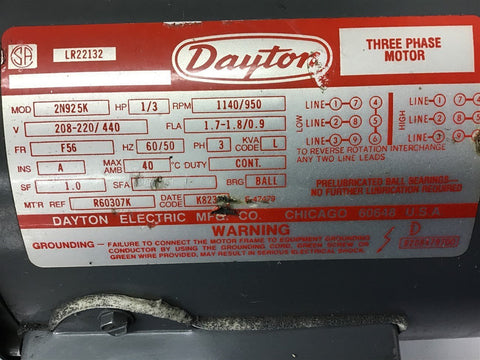 SA LR22132
Dayton
THREE PHASE
MOTOR
MOD 2N925K HP 1/3 RPM 1140/950
V 208-220/440 FLA 1.7-1.8/0.9
FR F56 HZ 60/50 PH 3 KVA CODE L
INS A MAX AMB 40 °C DUTY CONT.
SF 1.0 SFA BRG BALL
MTR REF R60307K DATE CODE
LOW
LINE-1-7 4
LINE-2-8 5
LINE-3-9 6
HIGH
LINE-1 7-4
LINE-2
LINE-3
TO REVERSE ROTATION INTERCHANGE
ANY TWO LINE LEADS.
PRELUBRICATED BALL BEARINGS-
NO FURTHER LUBRICATION REQUIRED
DAYTON ELECTRIC MFG. CO. CHICAGO 60648 U.S.A.
WARNING
GROUNDING - FAILURE TO CONNECT THE MOTOR FRAME TO EQUIPMENT GROUNDING
CONDUCTOR BY USING THE GROUNDING CORD, GREEN SCREW OR
GREEN WIRE PROVIDED, MAY RESULT IN SERIOUS ELECTRICAL SHOCK.
D